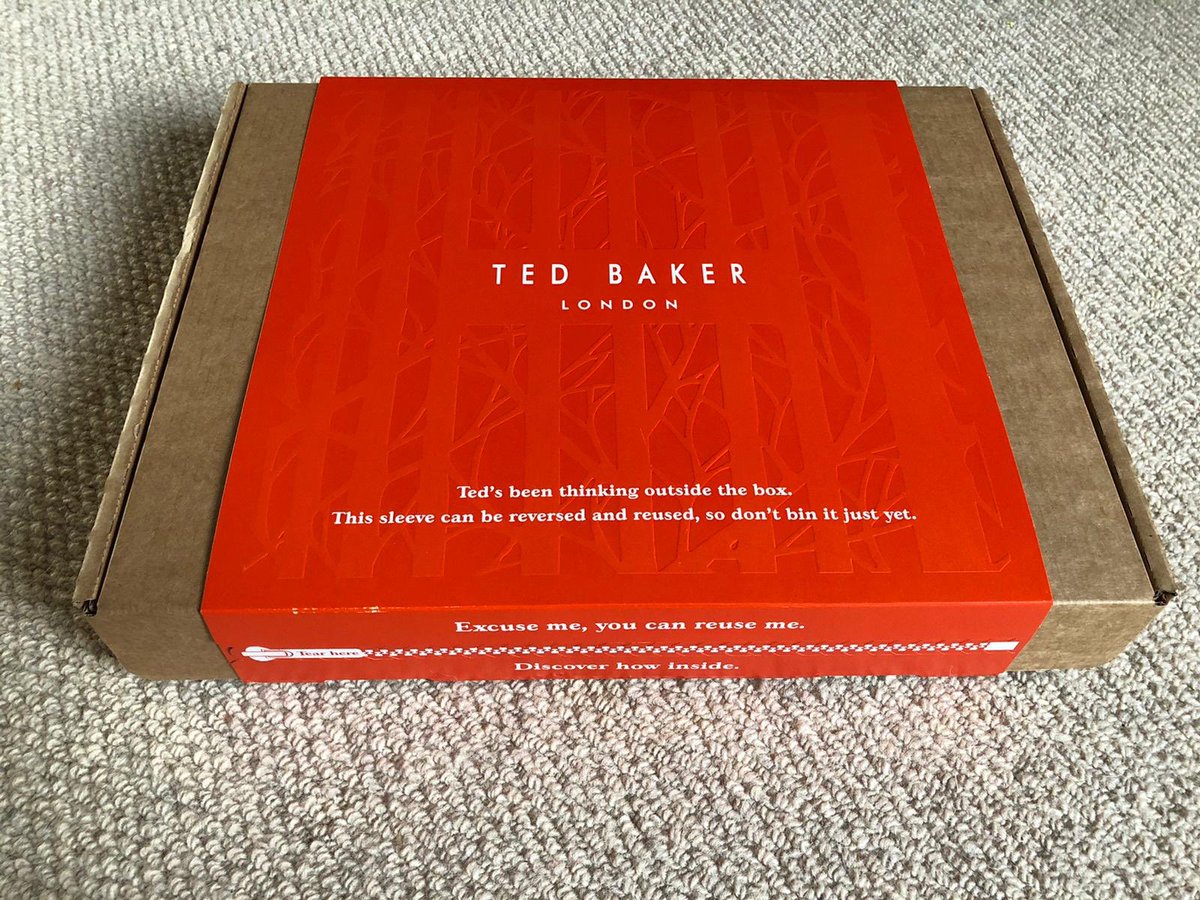 TED BAKER
LONDON
Ted's been thinking outside the box.
This sleeve can be reversed and reused, so don't bin it just yet.
Excuse me, you can reuse me.
Tear here
Discover how inside.